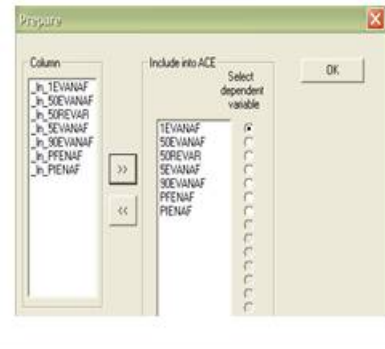 Prepare
Column
_ln_1EVANAF
_ln_50EVANAF
_ln_50REVAR
_ln_5EVANAF
_ln_90EVANAF
_ln_PFENAF
_ln_PIENAF
>>
<<
Include into ACE
Select
dependent
variable
1EVANAF
50EVANAF
50REVAR
5EVANAF
90EVANAF
PFENAF
PIENAF
OK